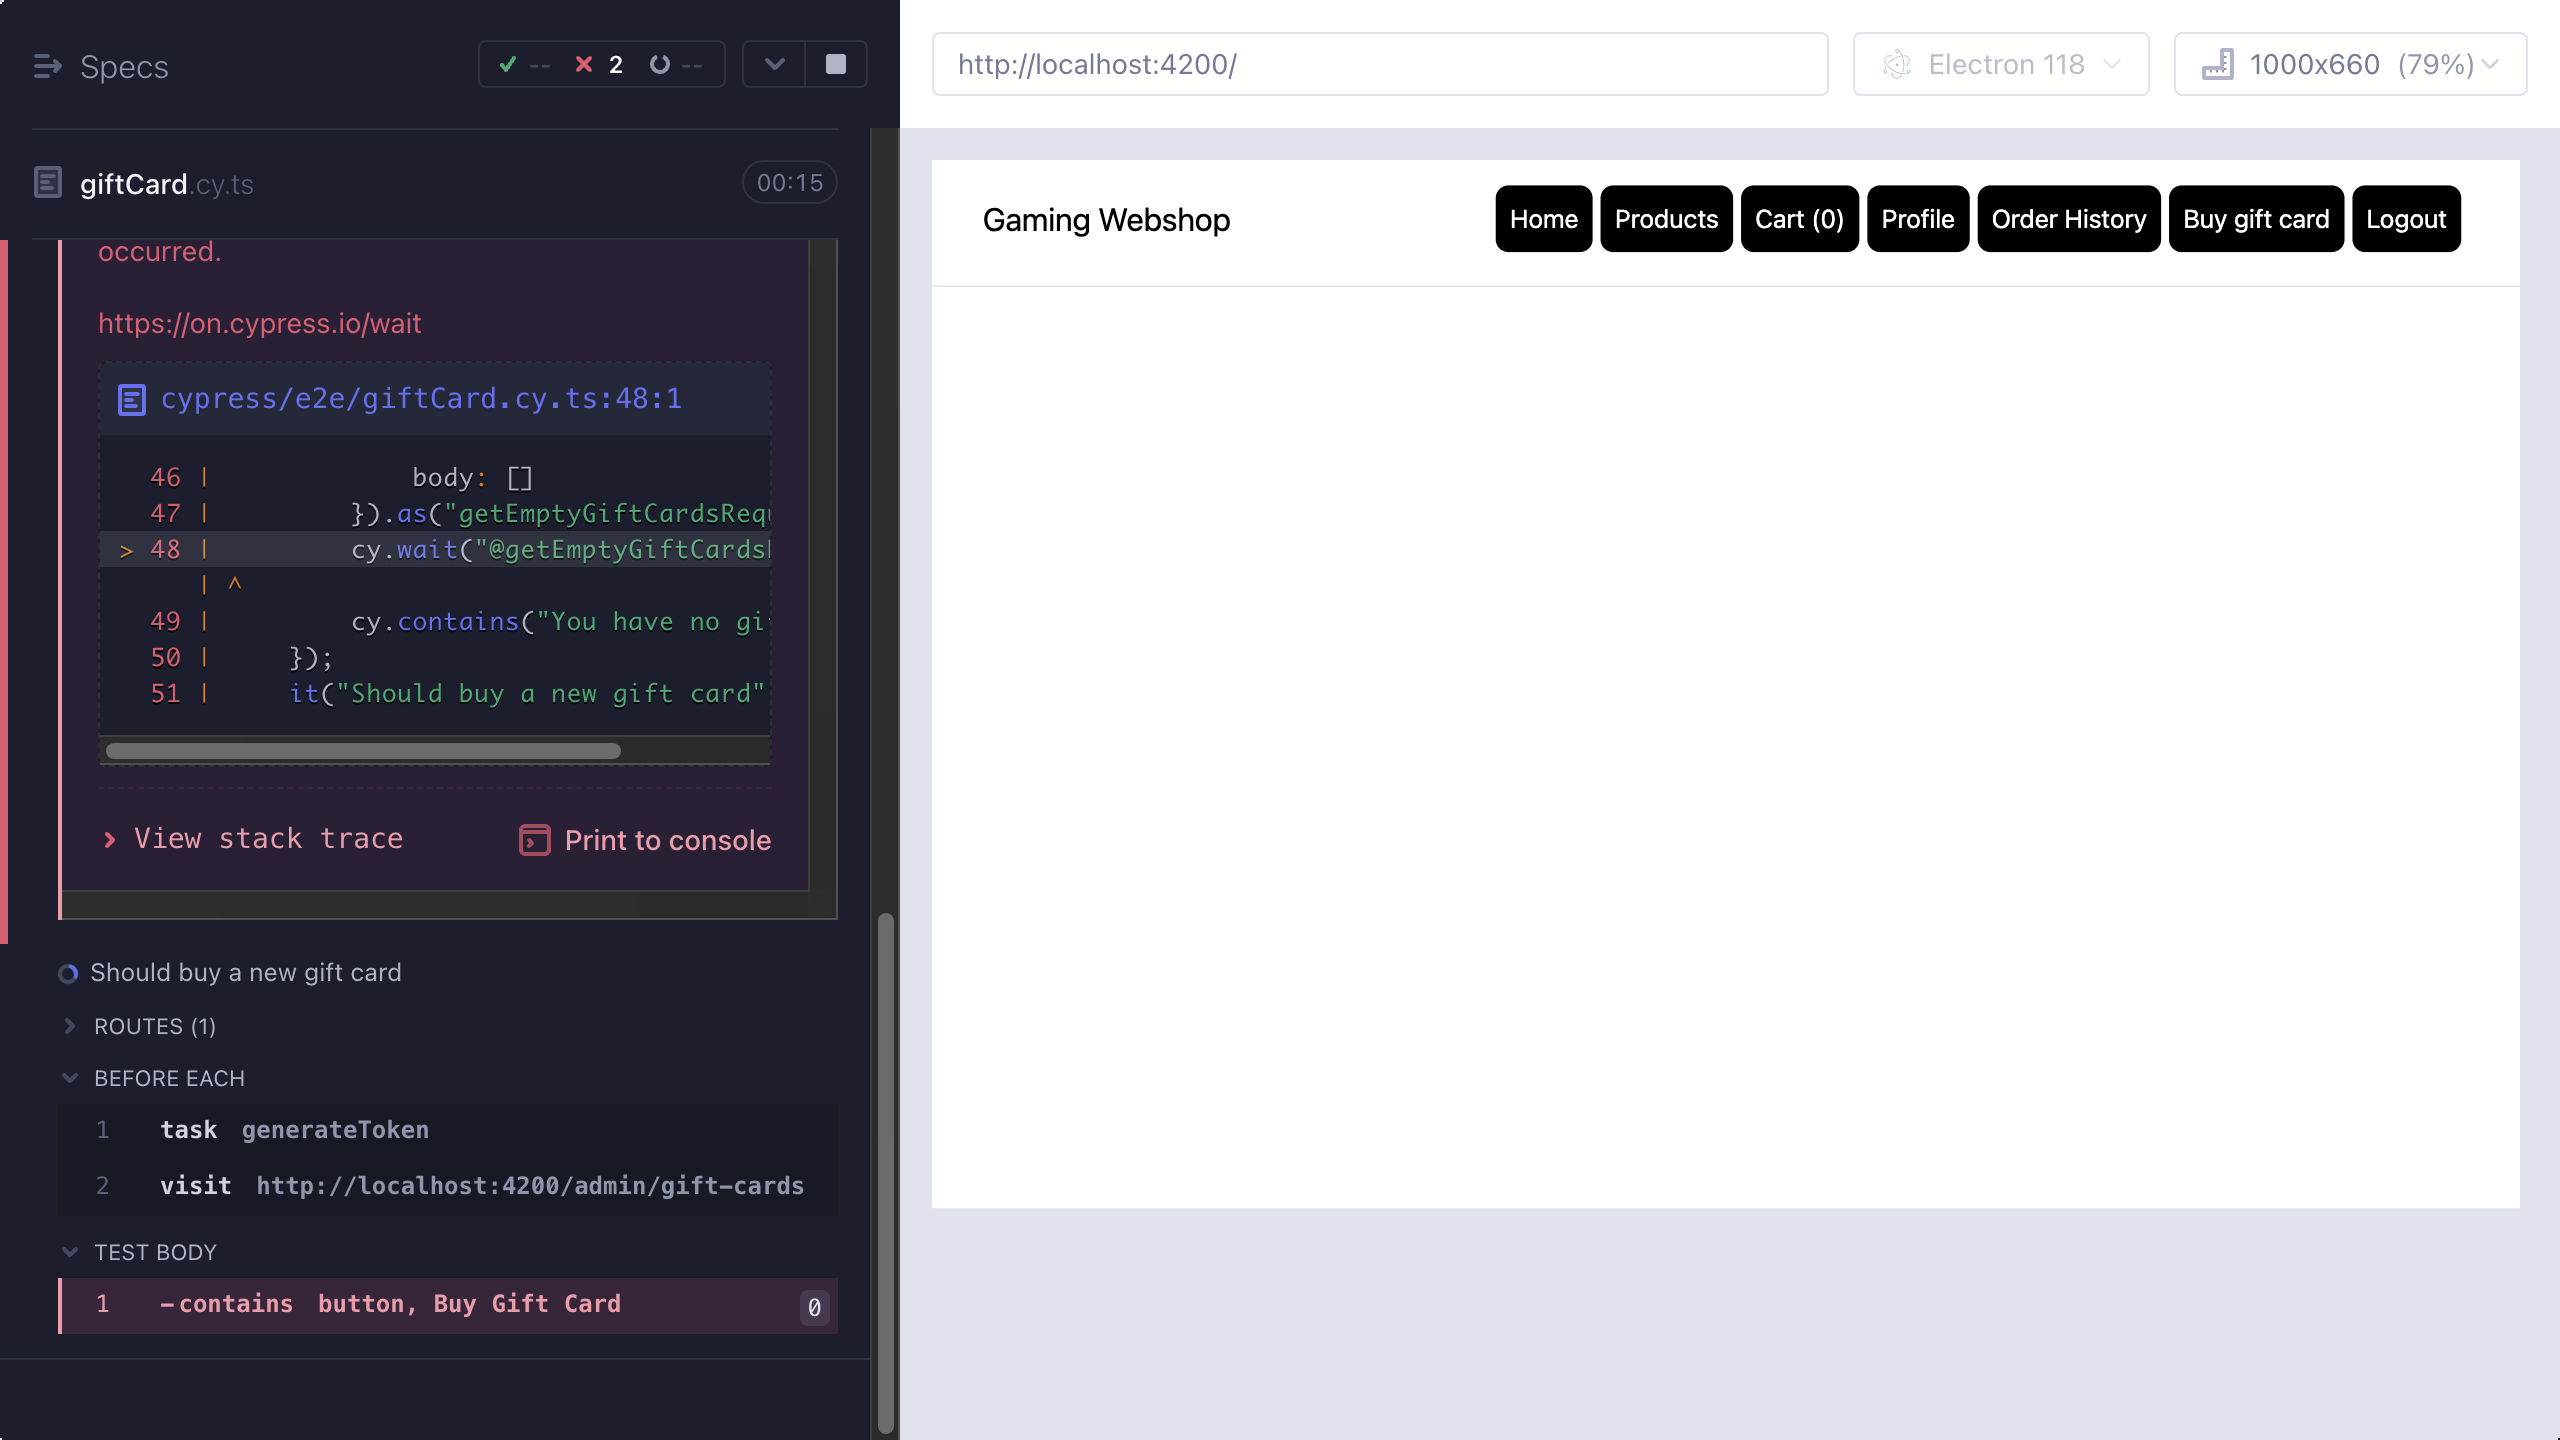 Specs
-- 2 --
giftCard.cy.ts
00:15
occurred.
https://on.cypress.io/wait
cypress/e2e/giftCard.cy.ts:48:1
46 | body: []
47 | }).as("getEmptyGiftCardsRequ
> 48 | cy.wait("@getEmptyGiftCards
| ^
49 | cy.contains("You have no gi
50 | });
51 | it("Should buy a new gift card"
View stack trace
Print to console
Should buy a new gift card
ROUTES (1)
BEFORE EACH
1 task generateToken
2 visit http://localhost:4200/admin/gift-cards
TEST BODY
1 -contains button, Buy Gift Card 0
http://localhost:4200/
Electron 118
1000x660 (79%)
Gaming Webshop
Home
Products
Cart (0)
Profile
Order History
Buy gift card
Logout